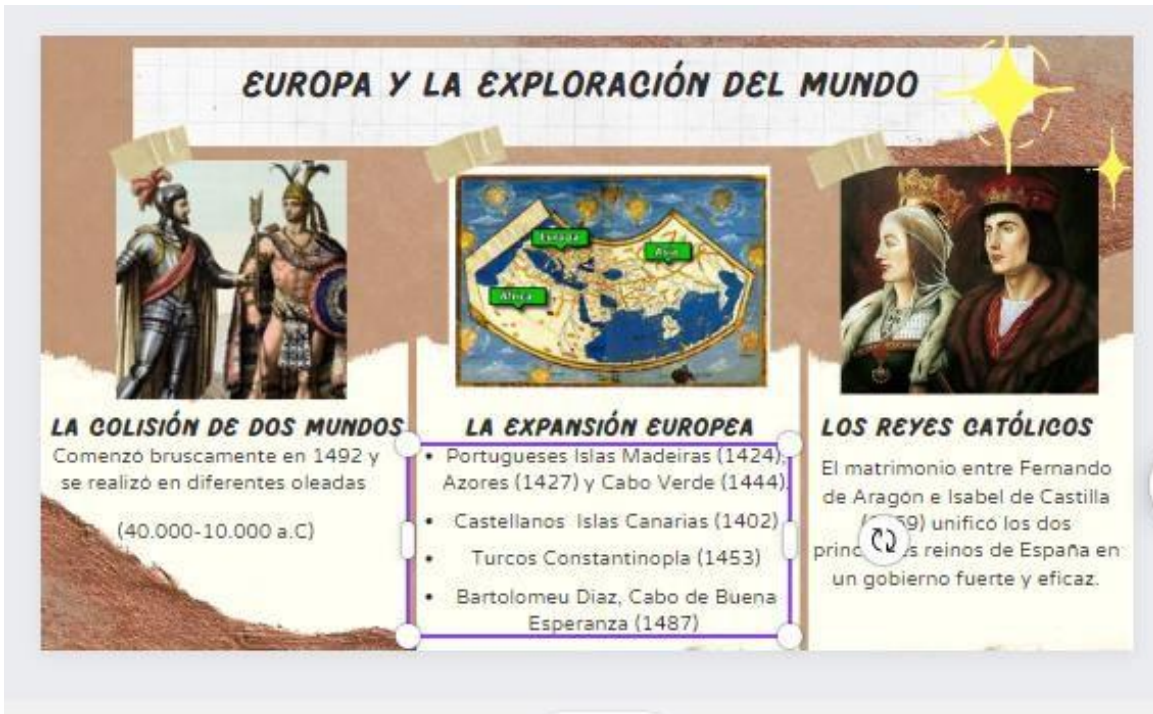 EUROPA Y LA EXPLORACIÓN DEL MUNDO
Europa
Asia
Africa
LA COLISIÓN DE DOS MUNDOS
Comenzó bruscamente en 1492 y
se realizó en diferentes oleadas
(40.000-10.000 a.C)
LA EXPANSIÓN EUROPEA
• Portugueses Islas Madeiras (1424),
Azores (1427) y Cabo Verde (1444).
• Castellanos Islas Canarias (1402)
• Turcos Constantinopla (1453)
• Bartolomeu Diaz, Cabo de Buena
Esperanza (1487)
LOS REYES CATÓLICOS
El matrimonio entre Fernando
de Aragón e Isabel de Castilla
unificó los dos
reinos de España en
un gobierno fuerte y eficaz.